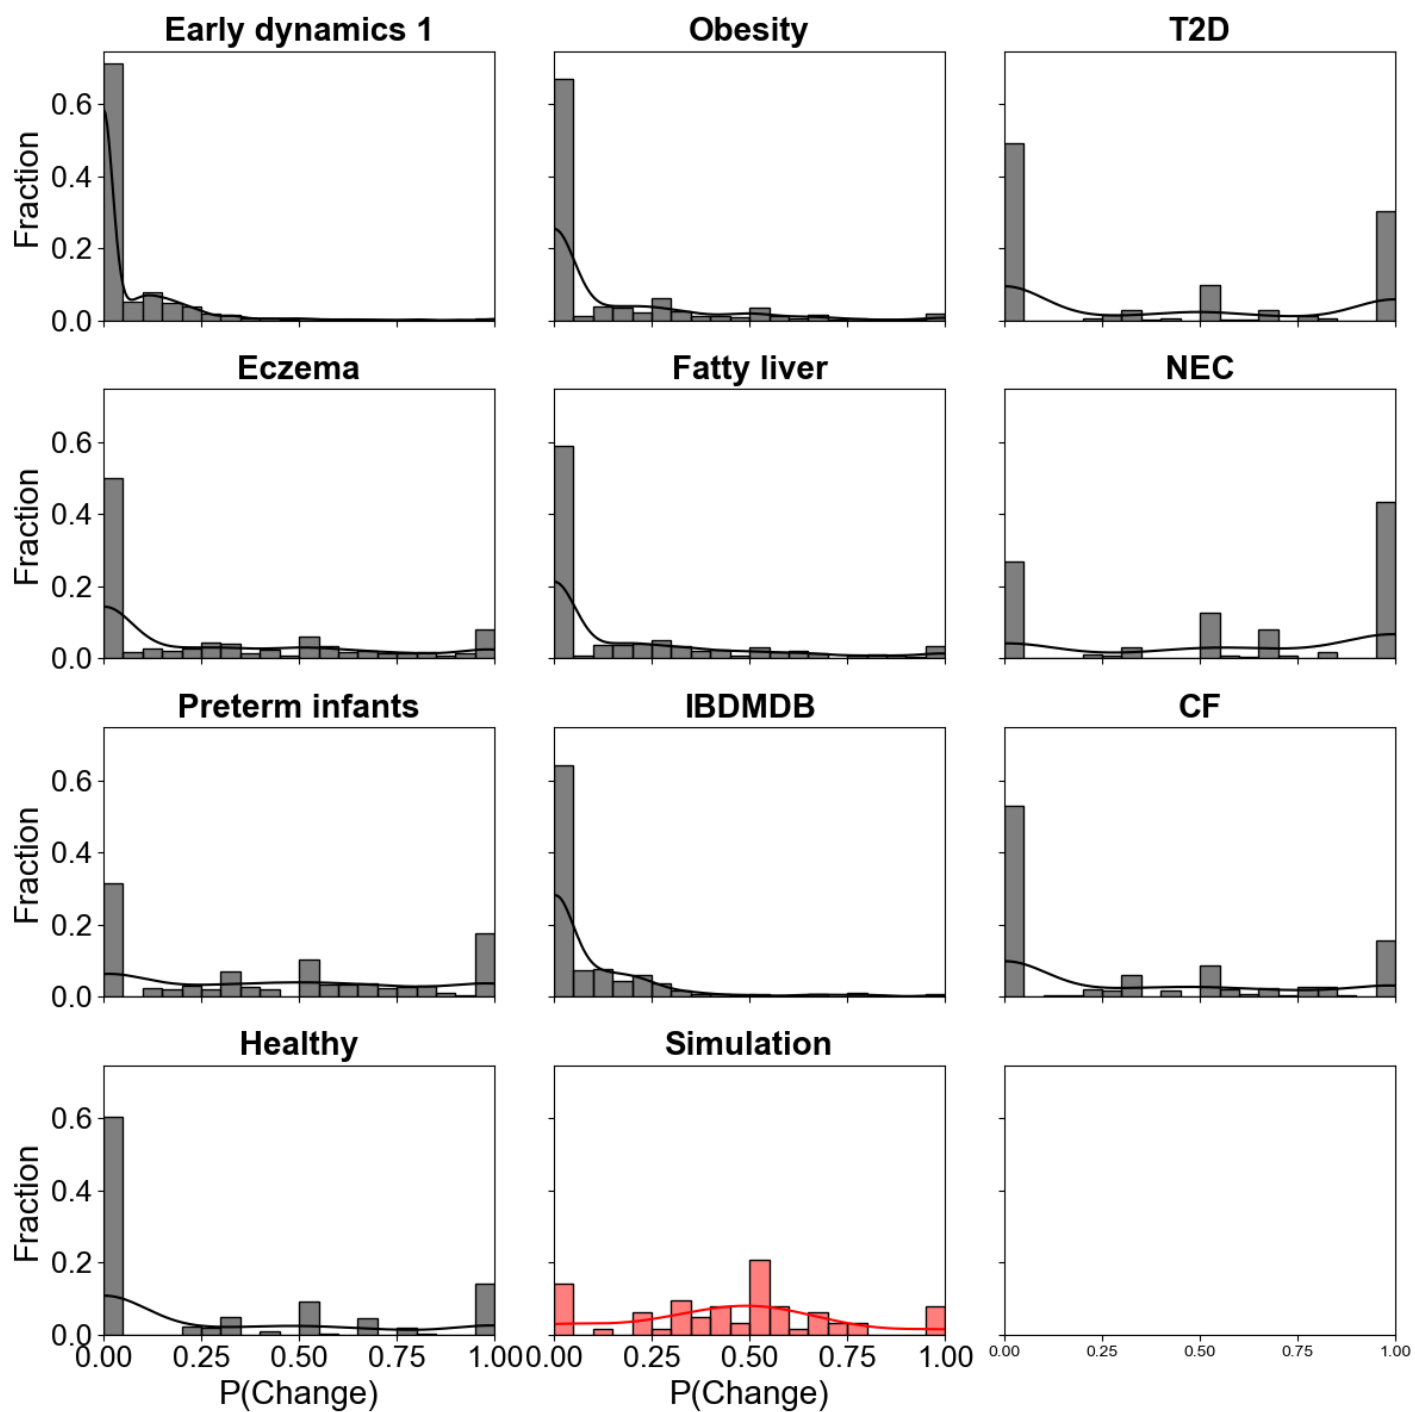 Early dynamics 1
Obesity
T2D
Fraction
0.6
0.4
0.2
0.0
Eczema
Fatty liver
NEC
Fraction
0.6
0.4
0.2
0.0
Preterm infants
IBDMDB
CF
Fraction
0.6
0.4
0.2
0.0
Healthy
Simulation
Fraction
0.6
0.4
0.2
0.0
0.00 0.25 0.50 0.75 1.00
0.00 0.25 0.50 0.75 1.00
0.00 0.25 0.50 0.75 1.00
P(Change)
P(Change)